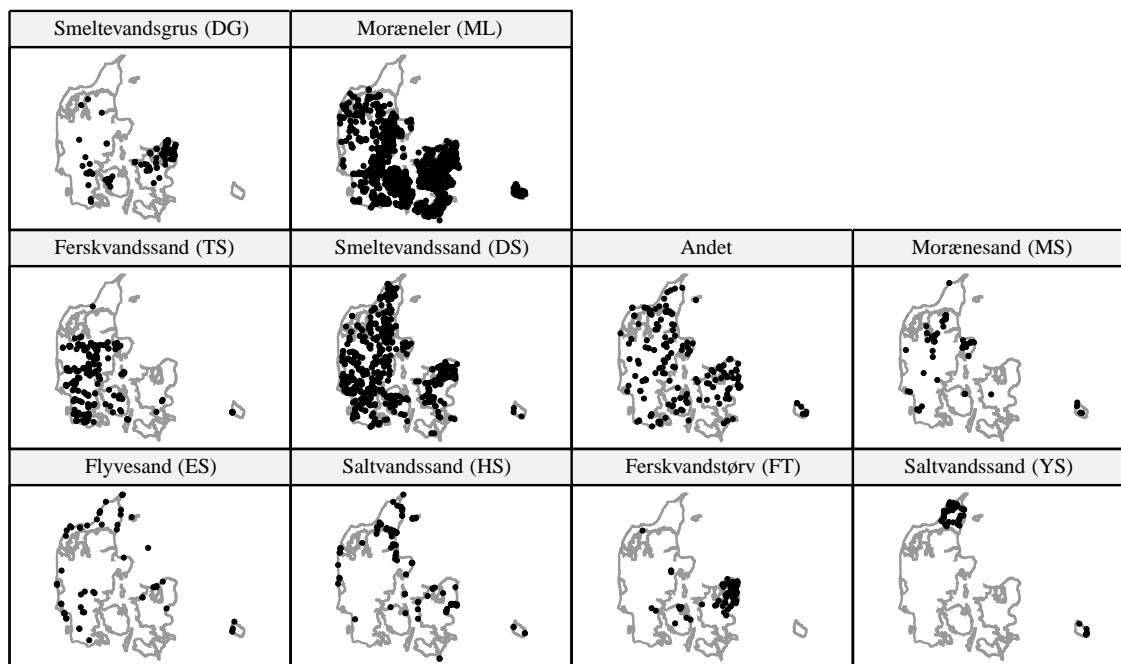 Smeltevandsgrus (DG)
Moræneler (ML)
Ferskvandssand (TS)
Smeltevandssand (DS)
Andet
Morænesand (MS)
Flyvesand (ES)
Saltvandssand (HS)
Ferskvandstørv (FT)
Saltvandssand (YS)